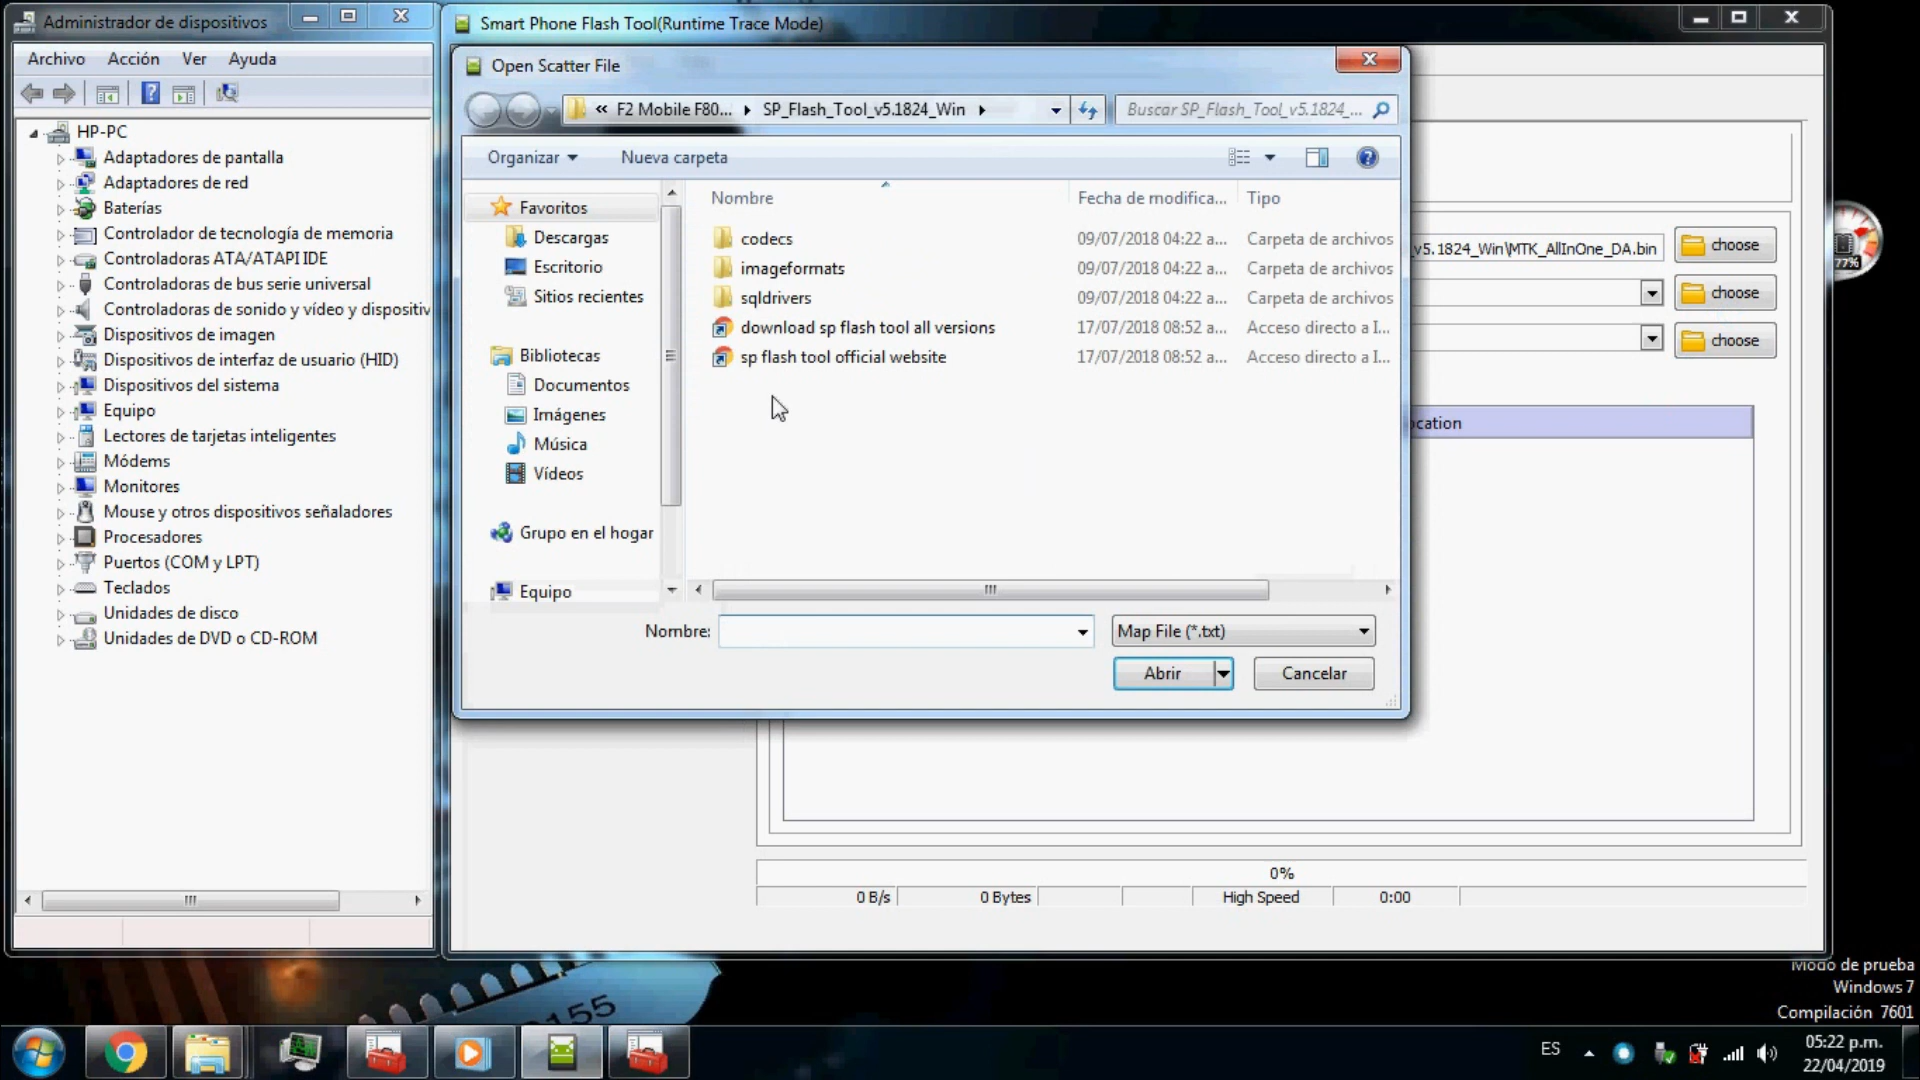 Administrador de dispositivos
Archivo Acción Ver Ayuda
HP-PC
Adaptadores de pantalla
Adaptadores de red
Baterías
Controlador de tecnología de memoria
Controladoras ATA/ATAPI IDE
Controladoras de bus serie universal
Controladoras de sonido y vídeo y dispositiv
Dispositivos de imagen
Dispositivos de interfaz de usuario (HID)
Dispositivos del sistema
Equipo
Lectores de tarjetas inteligentes
Módems
Monitores
Mouse y otros dispositivos señaladores
Procesadores
Puertos (COM y LPT)
Teclados
Unidades de disco
Unidades de DVD o CD-ROM
Smart Phone Flash Tool(Runtime Trace Mode)
Open Scatter File
« F2 Mobile F80... SP_Flash_Tool_v5.1824_Win
Buscar SP_Flash_Tool_v5.1824_...
Organizar Nueva carpeta
Favoritos
Descargas
Escritorio
Sitios recientes
Bibliotecas
Documentos
Imágenes
Música
Vídeos
Grupo en el hogar
Equipo
Nombre Fecha de modifica... Tipo
codecs 09/07/2018 04:22 a... Carpeta de archivos
imageformats 09/07/2018 04:22 a... Carpeta de archivos
sqldrivers 09/07/2018 04:22 a... Carpeta de archivos
download sp flash tool all versions 17/07/2018 08:52 a... Acceso directo a I...
sp flash tool official website 17/07/2018 08:52 a... Acceso directo a I...
Nombre: Map File (*.txt)
Abrir Cancelar
_v5.1824_Win\MTK_AllInOne_DA.bin choose
choose
choose
ocation
77%
0%
0 B/s 0 Bytes High Speed 0:00
155
Modo de prueba
Windows 7
Compilación 7601
ES
05:22 p.m.
22/04/2019